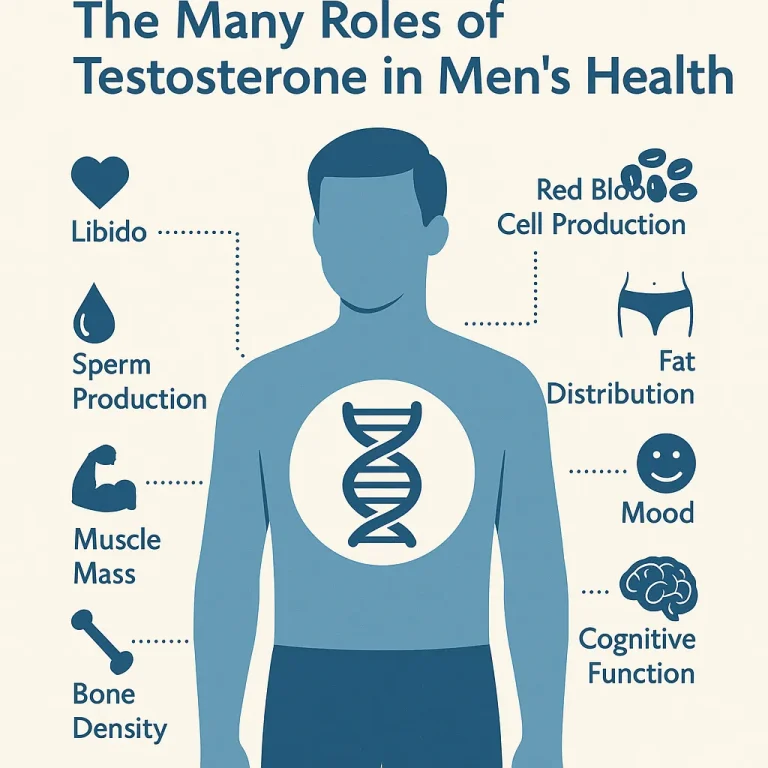 The Many Roles of
Testosterone in Men's Health
Libido
Sperm
Production
Muscle
Mass
Bone
Density
Red Blood
Cell Production
Fat
Distribution
Mood
Cognitive
Function